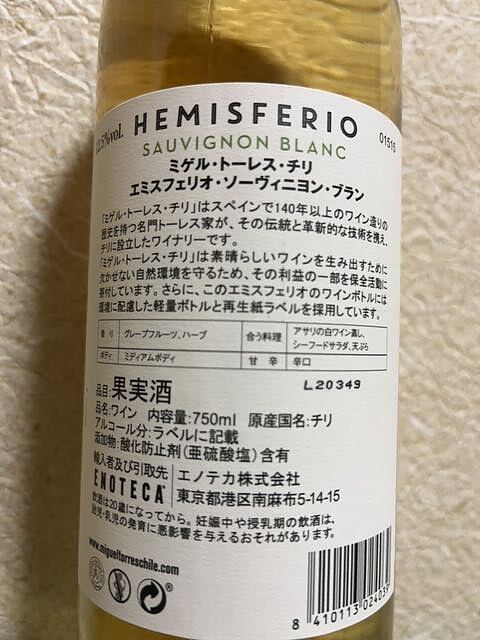 12.5%vol. HEMISFERIO 01515
SAUVIGNON BLANC
ミゲル・トーレス・チリ
エミスフェリオ・ソーヴィニヨン・ブラン
「ミゲル・トーレス・チリ」はスペインで140年以上のワイン造りの
歴史を持つ名門トーレス家が、その伝統と革新的な技術を携え、
チリに設立したワイナリーです。
「ミゲル・トーレス・チリ」は素晴らしいワインを生み出すために
欠かせない自然環境を守るため、その利益の一部を保全活動に
寄付しています。さらに、このエミスフェリオのワインボトルには
環境に配慮した軽量ボトルと再生紙ラベルを採用しています。
香り グレープフルーツ、ハーブ 合う料理 アサリの白ワイン蒸し、
シーフードサラダ、天ぷら
ボディ ミディアムボディ 甘辛 辛口
L20349
品目:果実酒
品名:ワイン 内容量:750ml 原産国名:チリ
アルコール分:ラベルに記載
添加物:酸化防止剤(亜硫酸塩)含有
輸入者及び引取先 エノテカ株式会社
ENOTECA 東京都港区南麻布5-14-15
飲酒は20歳になってから。妊娠中や授乳期の飲酒は、
胎児・乳児の発育に悪影響を与えるおそれがあります。
www.migueltorreschile.com
8 410113 02403